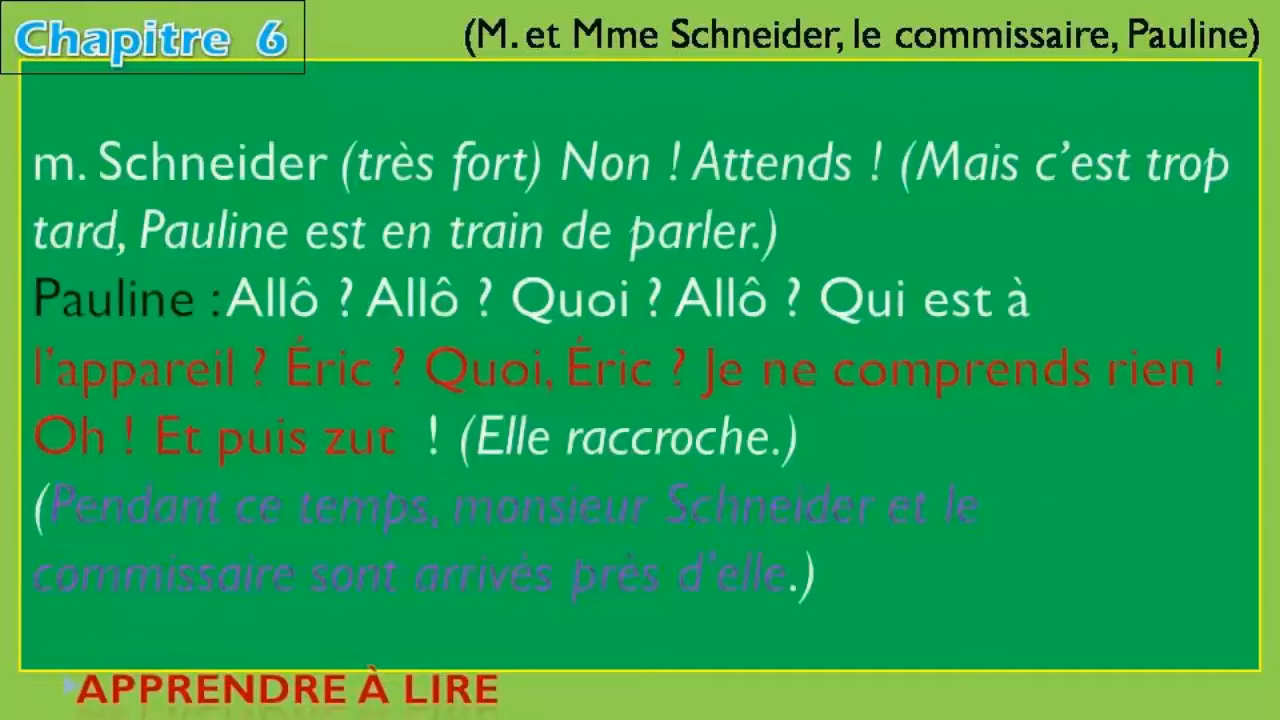 Chapitre 6
(M. et Mme Schneider, le commissaire, Pauline)
m. Schneider (très fort) Non ! Attends ! (Mais c’est trop
tard, Pauline est en train de parler.)
Pauline : Allô ? Allô ? Quoi ? Allô ? Qui est à
l’appareil ? Éric ? Quoi, Éric ? Je ne comprends rien !
Oh ! Et puis zut ! (Elle raccroche.)
(Pendant ce temps, monsieur Schneider et le
commissaire sont arrivés près d’elle.)
APPRENDRE À LIRE